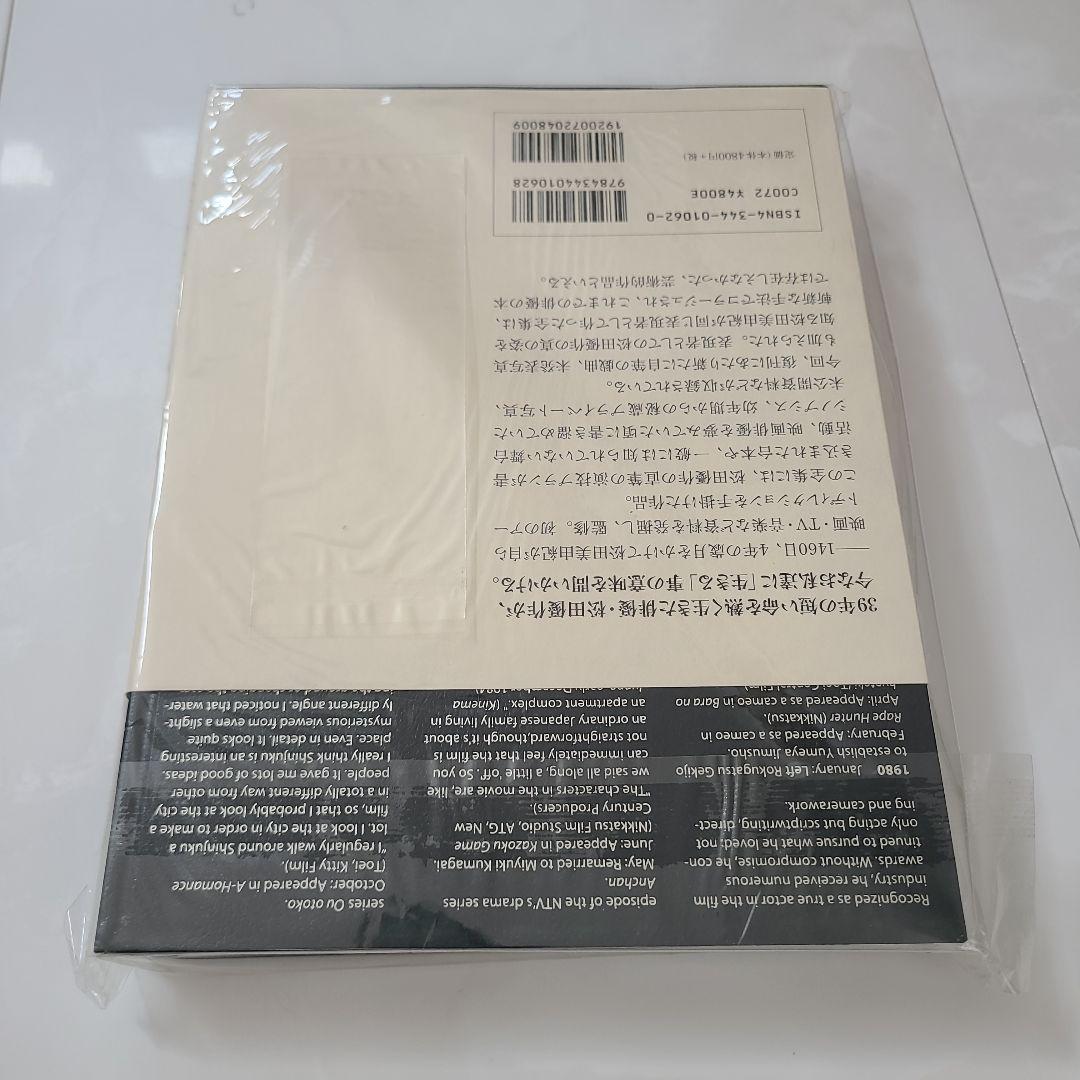 Recognized as a true actor in the film
industry, he received numerous
awards. Without compromise, he con-
tinued to pursue what he loved; not
only acting but scriptwriting, direct-
ing and camerawork.
1980 January: Left Rokugatsu Gekijo
to establish Yumeya Jimusho.
February: Appeared as a cameo in
Rape Hunter (Nikkatsu).
April: Appeared as a cameo in Bara no
episode of the NTV's drama series
Anchan.
May: Remarried to Miyuki Kumagai.
June: Appeared in Kazoku Game
(Nikkatsu Film Studio, ATG, New
Century Producers).
"The characters in the movie are, like
we said all along, a little 'off.' So you
can immediately feel that the film is
not straightforward,though it's about
an ordinary Japanese family living in
an apartment complex." (Kinema
series Ou otoko.
October: Appeared in A-Homance
(Toei, Kitty Film).
"I regularly walk around Shinjuku a
lot. I look at the city in order to make a
film, so that I probably look at the city
in a totally different way from other
people. It gave me lots of good ideas.
I really think Shinjuku is an interesting
place. Even in detail. It looks quite
mysterious viewed from even a slight-
ly different angle. I noticed that water-
39年の短い命を熱く生きた俳優・松田優作が、
今なお私達に「生きる」事の意味を問いかける。
――1460日、4年の歳月をかけて松田美由紀が自ら
映画・TV・音楽など資料を発掘し、監修。初のアー
トディレクションを手掛けた作品。
この全集には、松田優作の直筆の演技プランが書
き込まれた台本や、一般には知られていない舞台
活動、映画俳優を夢みていた頃に書き溜めていた
シノプシス、幼年期からの秘蔵プライベート写真、
未公開資料などが収録されている。
今回、復刊にあたり新たに自筆の戯曲、未発表写真
も加えられた。表現者としての松田優作の真の姿を
知る松田美由紀が同じ表現者として作った全集は、
斬新な手法でコラージュされ、これまでの俳優の本
では存在しえなかった、芸術的作品といえる。
ISBN4-344-01062-0
C0072 ¥4800E
定価(本体4800円+税)
9784344010628
1920072048009